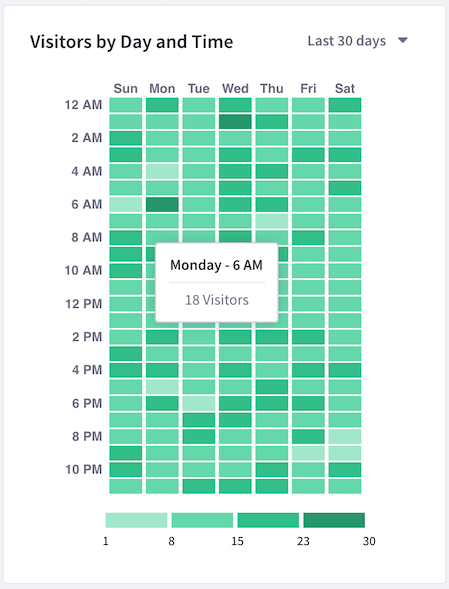 Visitors by Day and Time
Last 30 days
Sun Mon Tue Wed Thu Fri Sat
12 AM
2 AM
4 AM
6 AM
8 AM
10 AM
Monday - 6 AM
18 Visitors
12 PM
2 PM
4 PM
6 PM
8 PM
10 PM
1 8 15 23 30